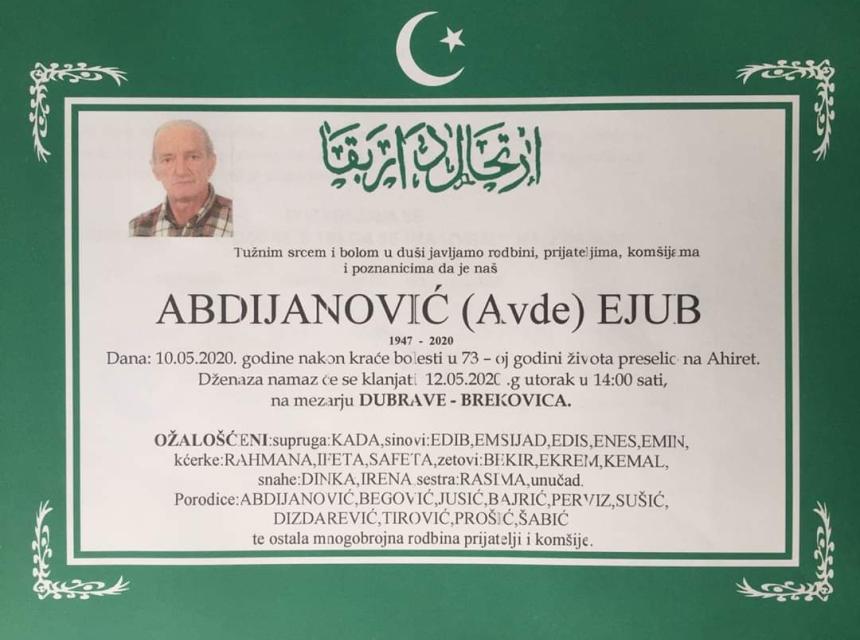 ارتحال دار بقا
Tužnim srcem i bolom u duši javljamo rodbini, prijateljima, komšijama
i poznanicima da je naš
ABDIJANOVIĆ (Avde) EJUB
1947 - 2020
Dana: 10.05.2020. godine nakon kraće bolesti u 73 – oj godini života preselio na Ahiret.
Dženaza namaz će se klanjati 12.05.2020 .g utorak u 14:00 sati,
na mezarju DUBRAVE - BREKOVICA.
OŽALOŠĆENI:supruga:KADA,sinovi:EDIB,EMSIJAD,EDIS,ENES,EMIN,
kćerke:RAHMANA,IFETA,SAFETA,zetovi:BEKIR,EKREM,KEMAL,
snahe:DINKA,IRENA sestra:RASIMA,unučad.
Porodice:ABDIJANOVIĆ,BEGOVIĆ,JUSIĆ,BAJRIĆ,PERVIZ,SUŠIĆ,
DIZDAREVIĆ,TIROVIĆ,PROŠIĆ,ŠABIĆ
te ostala mnogobrojna rodbina prijatelji i komšije.